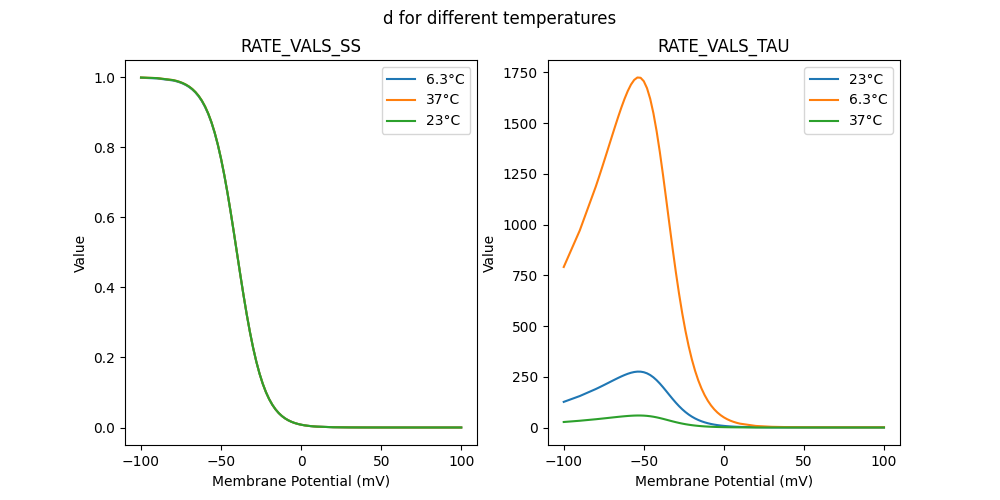 d for different temperatures
RATE_VALS_SS
1.0
0.8
0.6
0.4
0.2
0.0
Value
−100
−50
0
50
100
Membrane Potential (mV)
6.3°C
37°C
23°C
RATE_VALS_TAU
1750
1500
1250
1000
750
500
250
0
Value
−100
−50
0
50
100
Membrane Potential (mV)
23°C
6.3°C
37°C